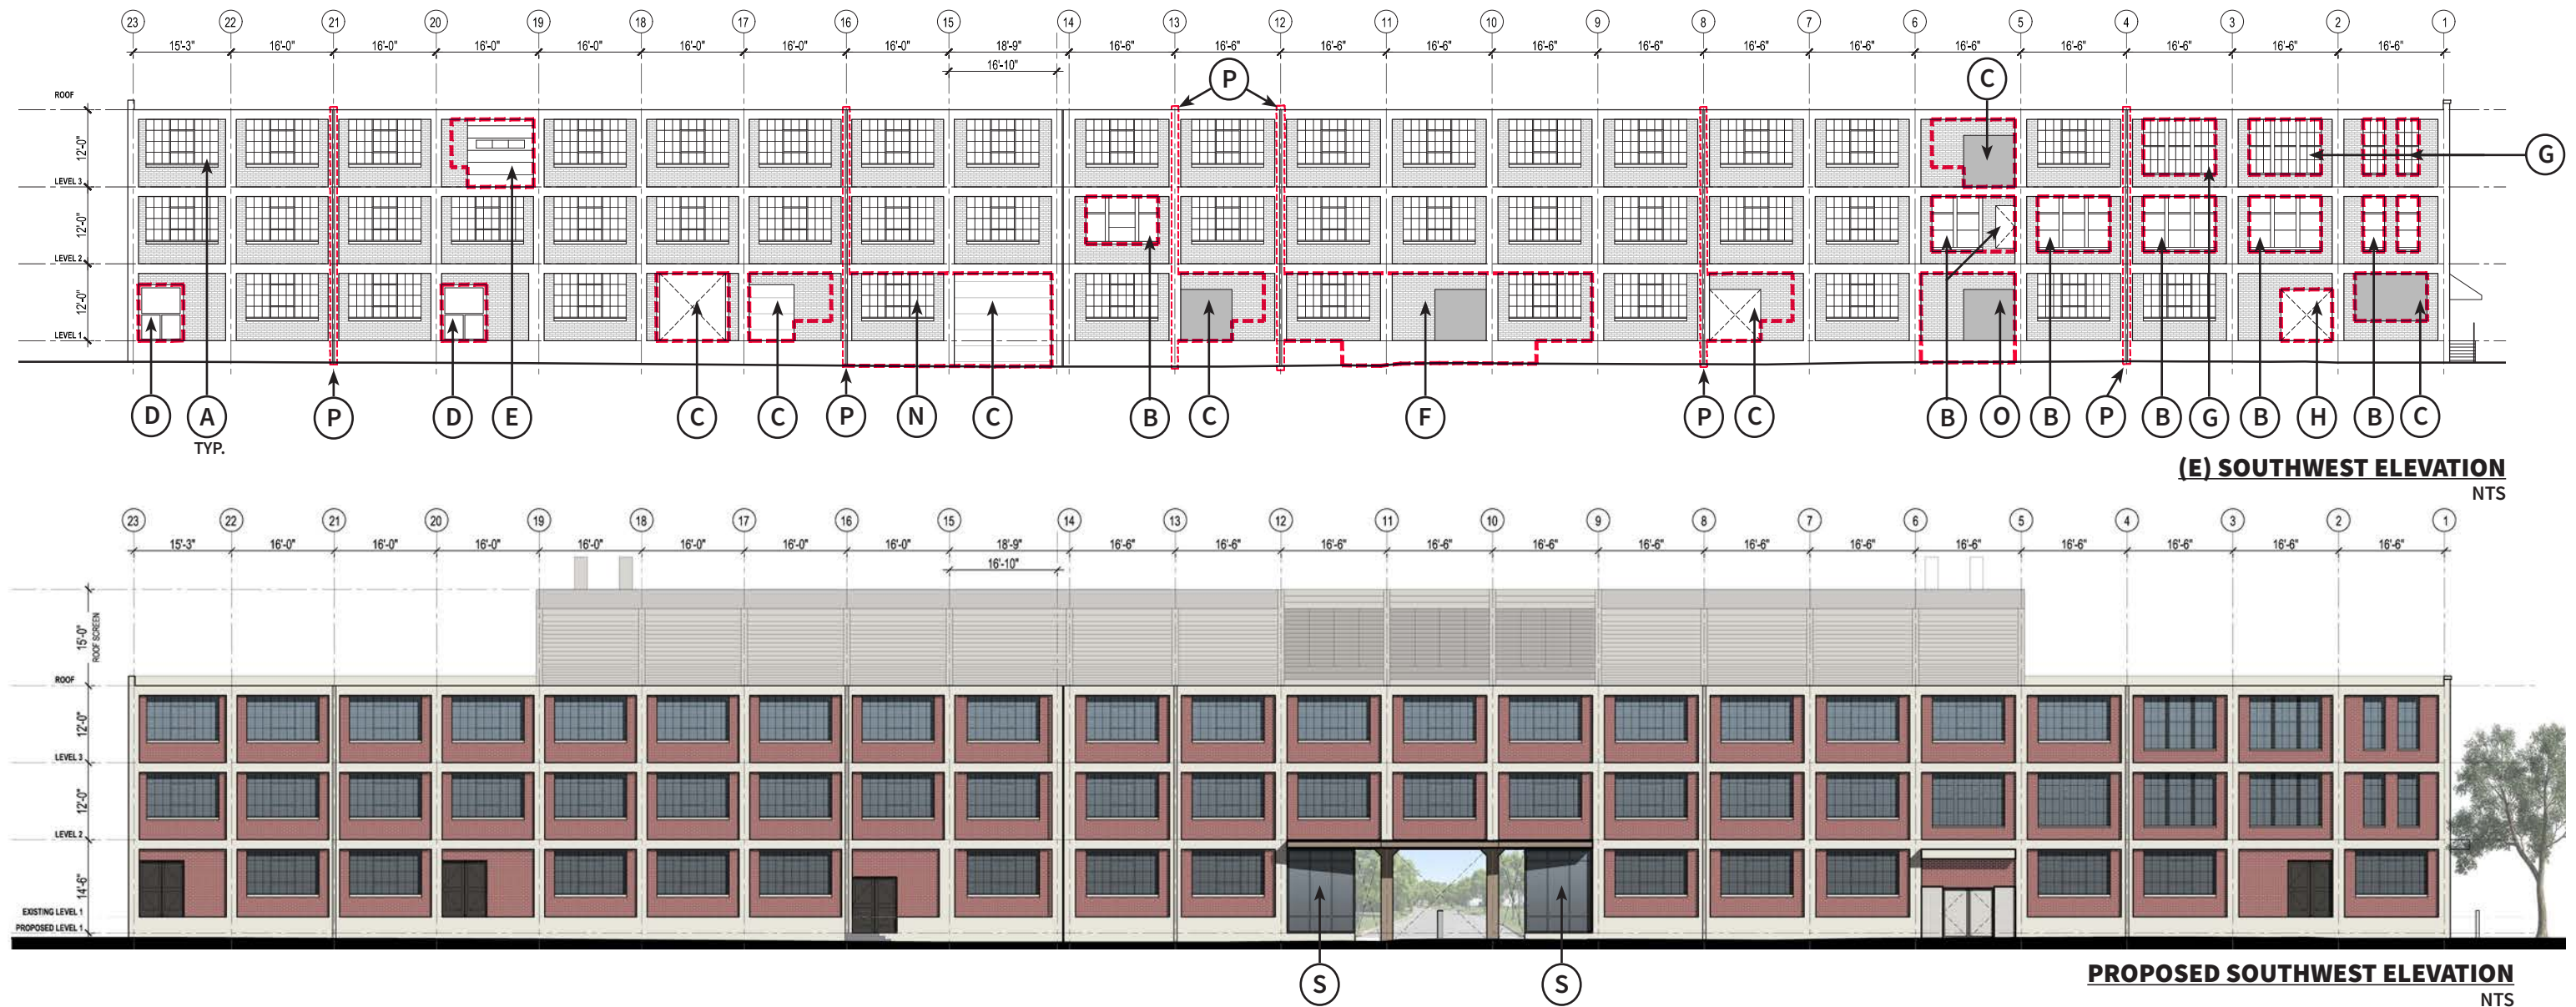 23 22 21 20 19 18 17 16 15 14 13 12 11 10 9 8 7 6 5 4 3 2 1
15'-3" 16'-0" 16'-0" 16'-0" 16'-0" 16'-0" 16'-0" 16'-0" 18'-9" 16'-6" 16'-6" 16'-6" 16'-6" 16'-6" 16'-6" 16'-6" 16'-6" 16'-6" 16'-6" 16'-6" 16'-6" 16'-6"
16'-10"
P C
ROOF
12'-0"
G
LEVEL 3
12'-0"
LEVEL 2
12'-0"
LEVEL 1
D A P D E C C P N C B C F P C B O B P B G B H B C
TYP.
(E) SOUTHWEST ELEVATION
NTS
23 22 21 20 19 18 17 16 15 14 13 12 11 10 9 8 7 6 5 4 3 2 1
15'-3" 16'-0" 16'-0" 16'-0" 16'-0" 16'-0" 16'-0" 16'-0" 18'-9" 16'-6" 16'-6" 16'-6" 16'-6" 16'-6" 16'-6" 16'-6" 16'-6" 16'-6" 16'-6" 16'-6" 16'-6" 16'-6"
16'-10"
15'-0"
ROOF SCREEN
ROOF
12'-0"
LEVEL 3
12'-0"
LEVEL 2
14'-6"
EXISTING LEVEL 1
PROPOSED LEVEL 1
S S
PROPOSED SOUTHWEST ELEVATION
NTS